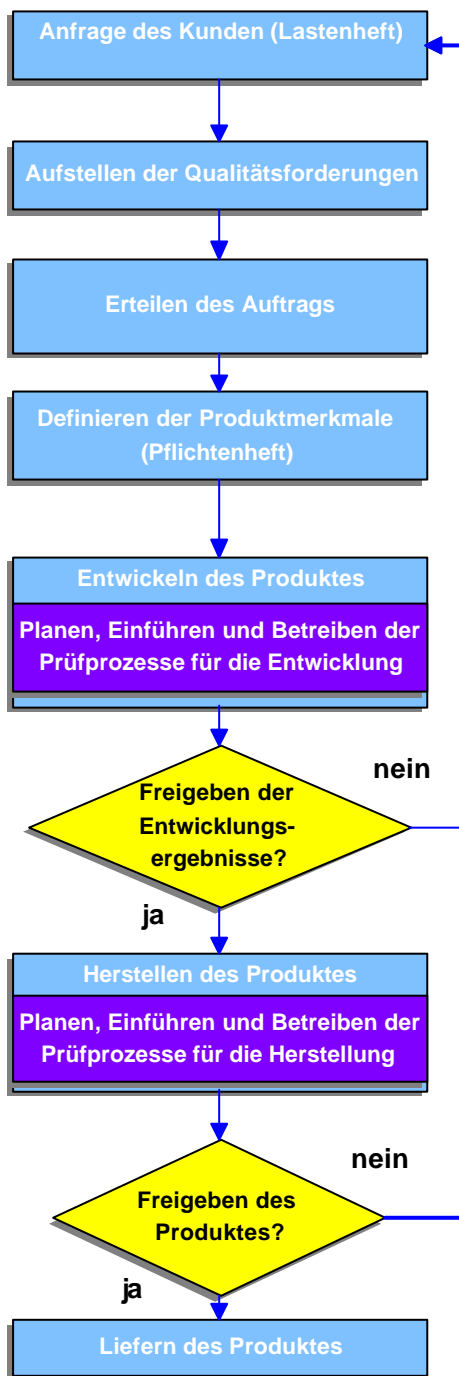 Anfrage des Kunden (Lastenheft)
Aufstellen der Qualitätsforderungen
Erteilen des Auftrags
Definieren der Produktmerkmale
(Pflichtenheft)
Entwickeln des Produktes
Planen, Einführen und Betreiben der
Prüfprozesse für die Entwicklung
nein
Freigeben der
Entwicklungs-
ergebnisse?
ja
Herstellen des Produktes
Planen, Einführen und Betreiben der
Prüfprozesse für die Herstellung
nein
Freigeben des
Produktes?
ja
Liefern des Produktes